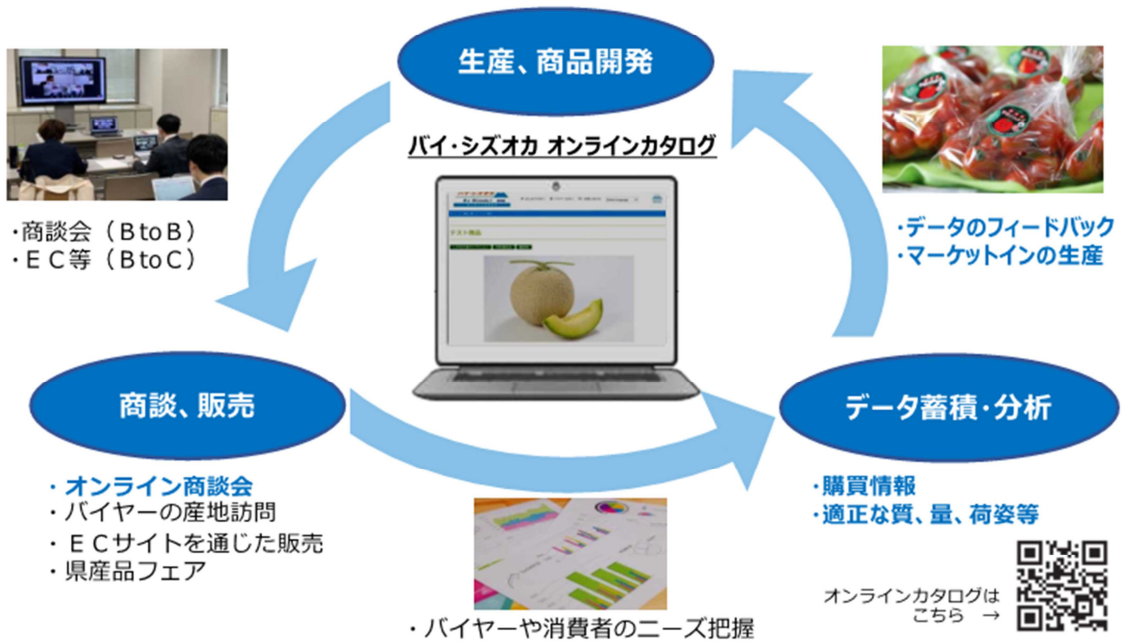 生産、商品開発
バイ・シズオカ オンラインカタログ
・商談会（ＢtoＢ）
・ＥＣ等（ＢtoＣ）
・データのフィードバック
・マーケットインの生産
テスト商品
商談、販売
データ蓄積・分析
・オンライン商談会
・バイヤーの産地訪問
・ＥＣサイトを通じた販売
・県産品フェア
・購買情報
・適正な質、量、荷姿等
オンラインカタログは
こちら　→
・バイヤーや消費者のニーズ把握